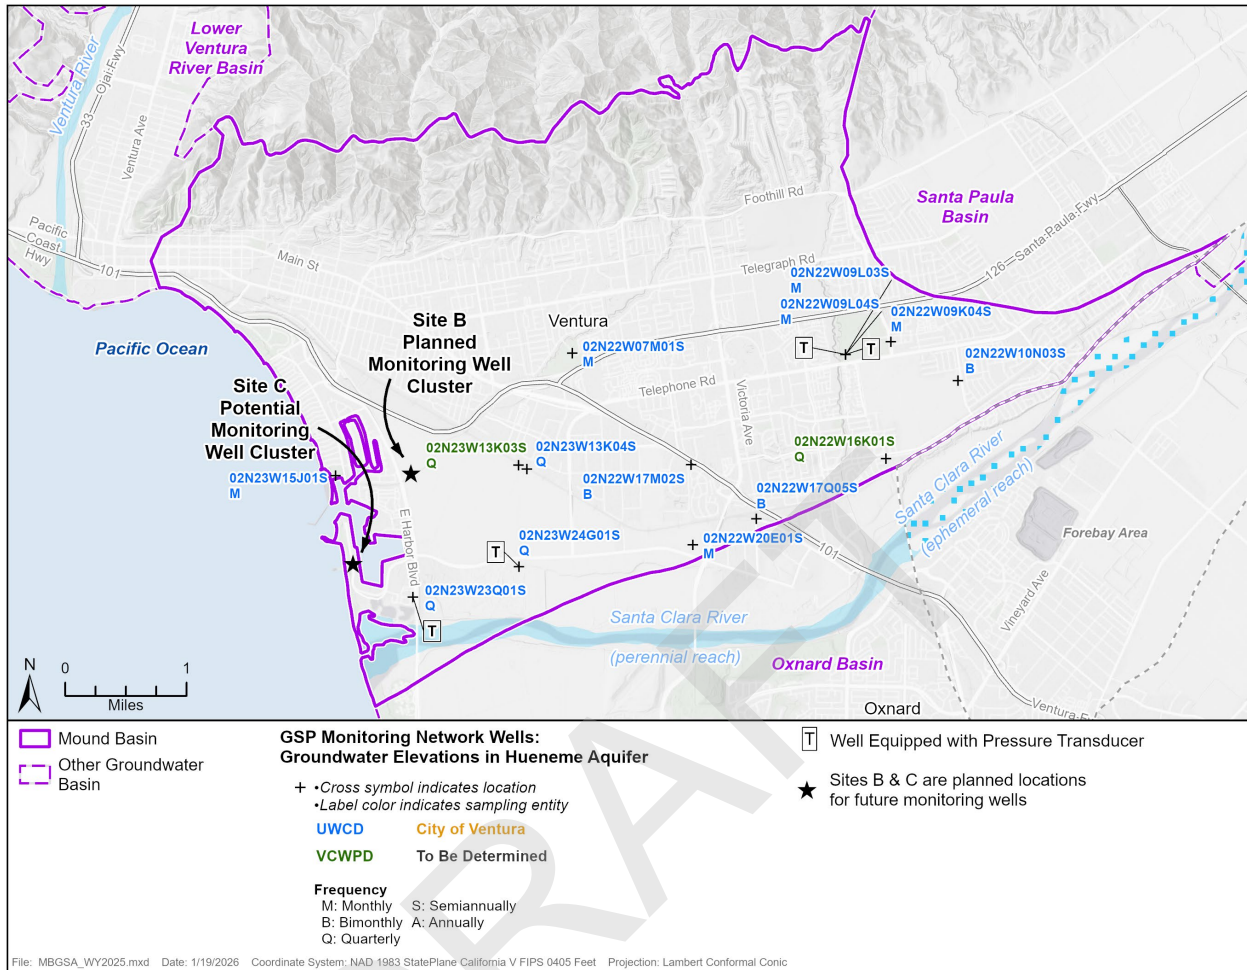 Lower
Ventura
River Basin
Ventura River
33
Ojai Fwy
Ventura Ave
Foothill Rd
Santa Paula
Basin
Pacific
Coast
Hwy
101
Main St
Telegraph Rd
126
Santa Paula Fwy
02N22W09L03S
M
02N22W09L04S
M
02N22W09K04S
M
Site B
Planned
Monitoring Well
Cluster
Ventura
02N22W07M01S
M
T
T
02N22W10N03S
B
Pacific Ocean
Site C
Potential
Monitoring
Well Cluster
Telephone Rd
Victoria Ave
02N23W13K03S
Q
02N23W13K04S
Q
02N22W16K01S
Q
02N23W15J01S
M
02N22W17M02S
B
02N22W17Q05S
B
Santa Clara River
(ephemeral reach)
Forebay Area
E Harbor Blvd
02N23W24G01S
Q
T
02N22W20E01S
M
101
02N23W23Q01S
Q
T
Vineyard Ave
Santa Clara River
(perennial reach)
Oxnard Basin
Oxnard
N
0 1
Miles
Mound Basin
Other Groundwater
Basin
GSP Monitoring Network Wells:
Groundwater Elevations in Hueneme Aquifer
•Cross symbol indicates location
•Label color indicates sampling entity
UWCD City of Ventura
VCWPD To Be Determined
Frequency
M: Monthly S: Semiannually
B: Bimonthly A: Annually
Q: Quarterly
T Well Equipped with Pressure Transducer
Sites B & C are planned locations
for future monitoring wells
DRAFT
File: MBGSA_WY2025.mxd Date: 1/19/2026 Coordinate System: NAD 1983 StatePlane California V FIPS 0405 Feet Projection: Lambert Conformal Conic